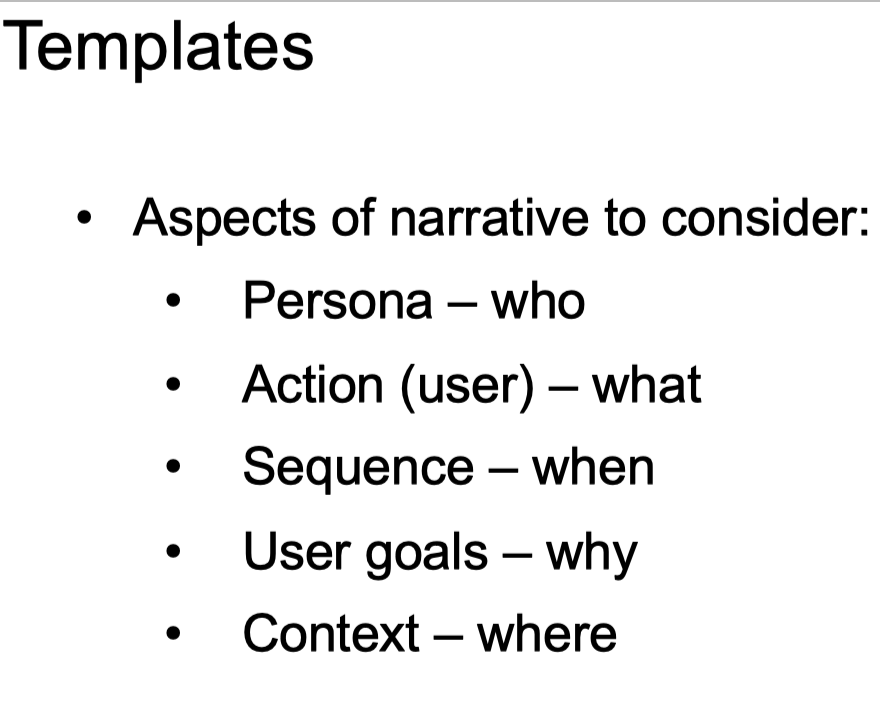 Templates
• Aspects of narrative to consider:
• Persona – who
• Action (user) – what
• Sequence – when
• User goals – why
• Context – where